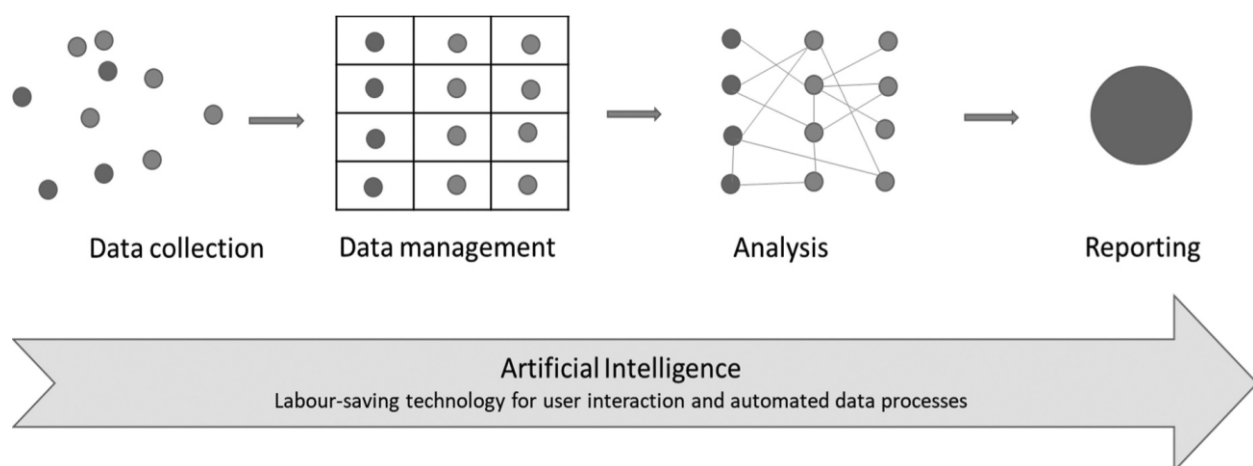 Data collection
Data management
Analysis
Reporting
Artificial Intelligence
Labour-saving technology for user interaction and automated data processes